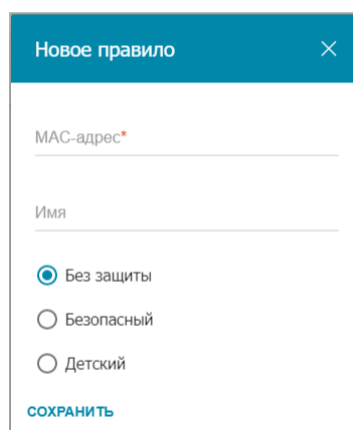 Новое правило
MAC-адрес*
Имя
Без защиты
Безопасный
Детский
СОХРАНИТЬ